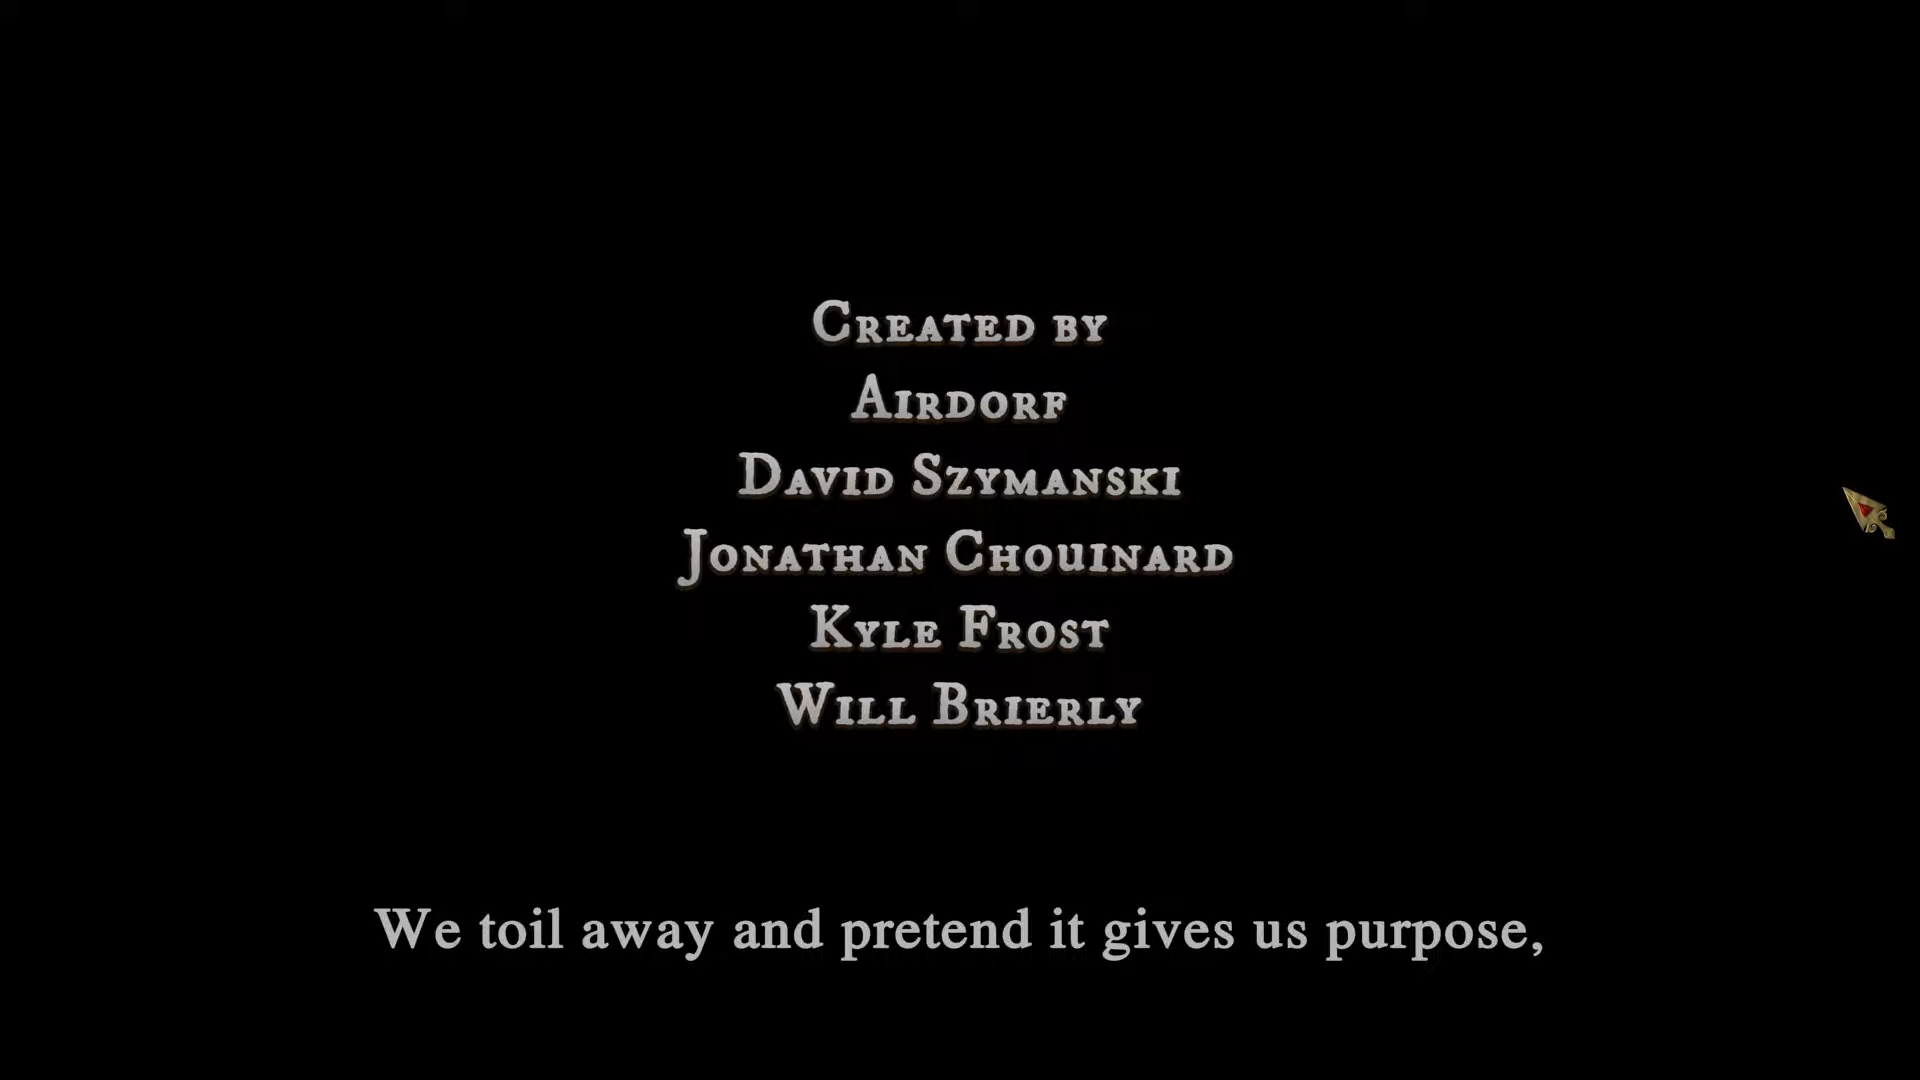 Created by
Airdorf
David Szymanski
Jonathan Chouinard
Kyle Frost
Will Brierly
We toil away and pretend it gives us purpose,